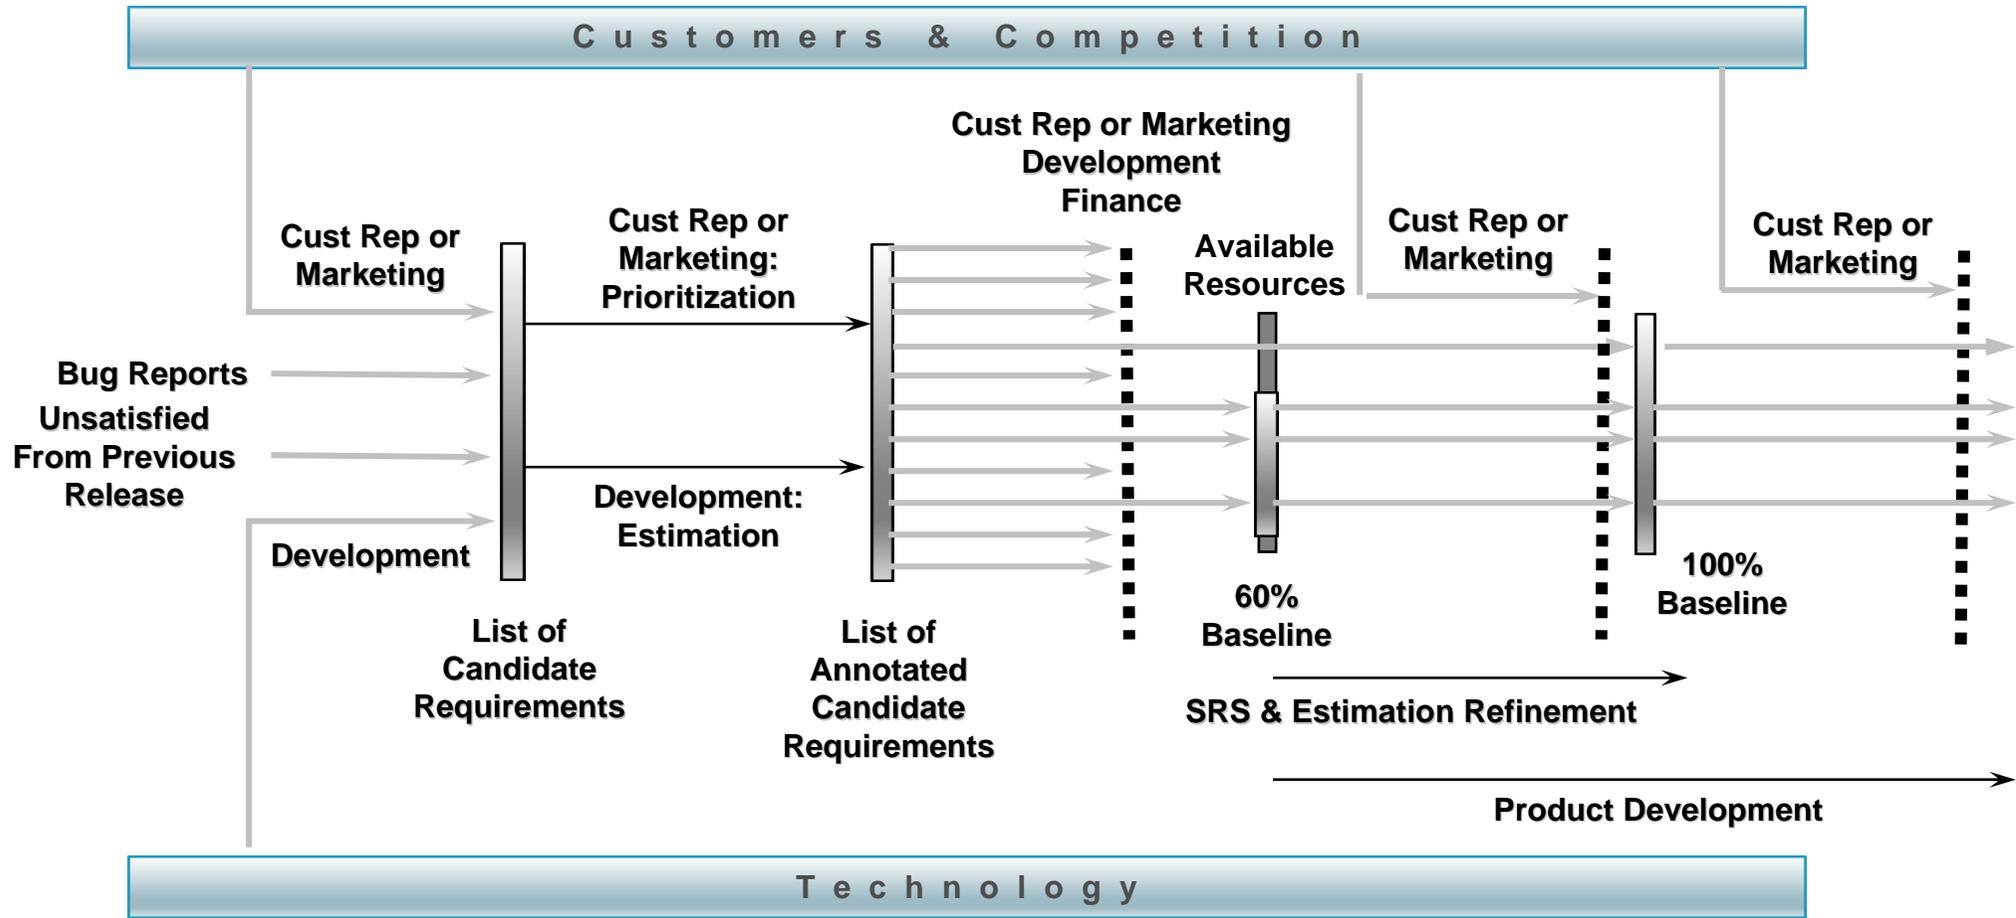 Customers & Competition
Cust Rep or Marketing
Development
Finance
Cust Rep or
Marketing
Cust Rep or
Marketing:
Prioritization
Available
Resources
Cust Rep or
Marketing
Cust Rep or
Marketing
Bug Reports
Unsatisfied
From Previous
Release
Development
Development:
Estimation
List of
Candidate
Requirements
List of
Annotated
Candidate
Requirements
60%
Baseline
100%
Baseline
SRS & Estimation Refinement
Product Development
Technology